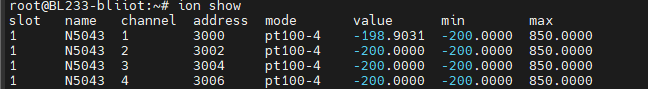 root@BL233-bliiot:~# ion show
slot name channel address mode value min max
1 N5043 1 3000 pt100-4 -198.9031 -200.0000 850.0000
1 N5043 2 3002 pt100-4 -200.0000 -200.0000 850.0000
1 N5043 3 3004 pt100-4 -200.0000 -200.0000 850.0000
1 N5043 4 3006 pt100-4 -200.0000 -200.0000 850.0000